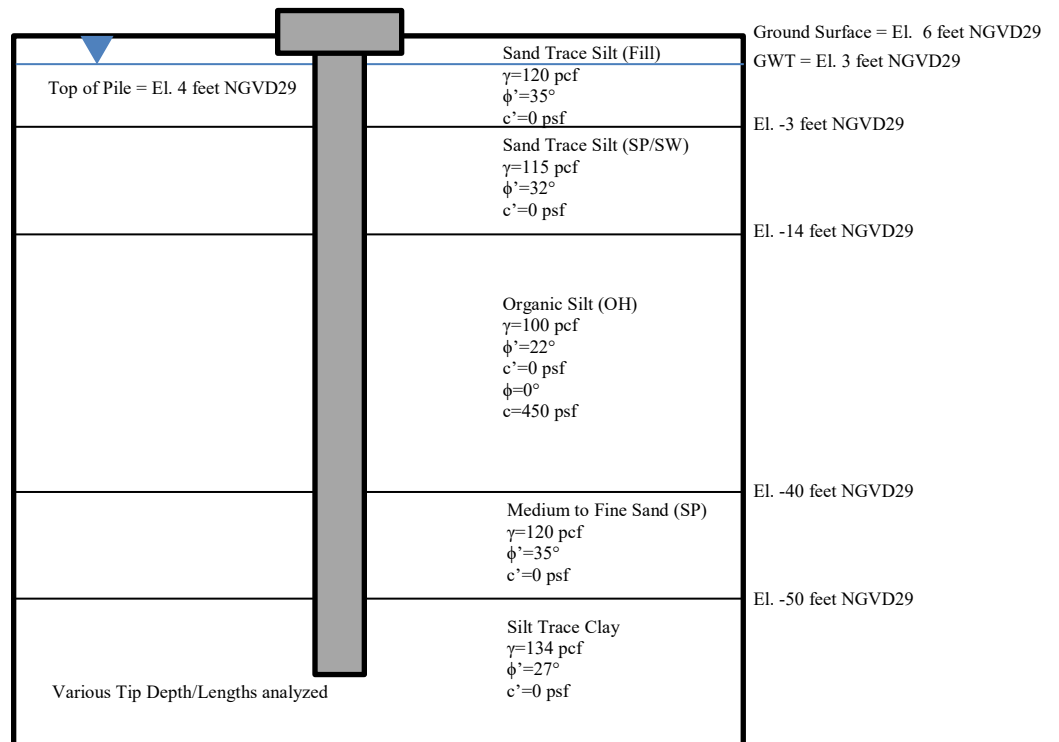 Ground Surface = El.  6 feet NGVD29
Sand Trace Silt (Fill)
GWT = El. 3 feet NGVD29
γ=120 pcf
Top of Pile = El. 4 feet NGVD29
ϕ’=35°
c’=0 psf
El. -3 feet NGVD29
Sand Trace Silt (SP/SW)
γ=115 pcf
ϕ’=32°
c’=0 psf
El. -14 feet NGVD29
Organic Silt (OH)
γ=100 pcf
ϕ’=22°
c’=0 psf
ϕ=0°
c=450 psf
El. -40 feet NGVD29
Medium to Fine Sand (SP)
γ=120 pcf
ϕ’=35°
c’=0 psf
El. -50 feet NGVD29
Silt Trace Clay
γ=134 pcf
ϕ’=27°
c’=0 psf
Various Tip Depth/Lengths analyzed